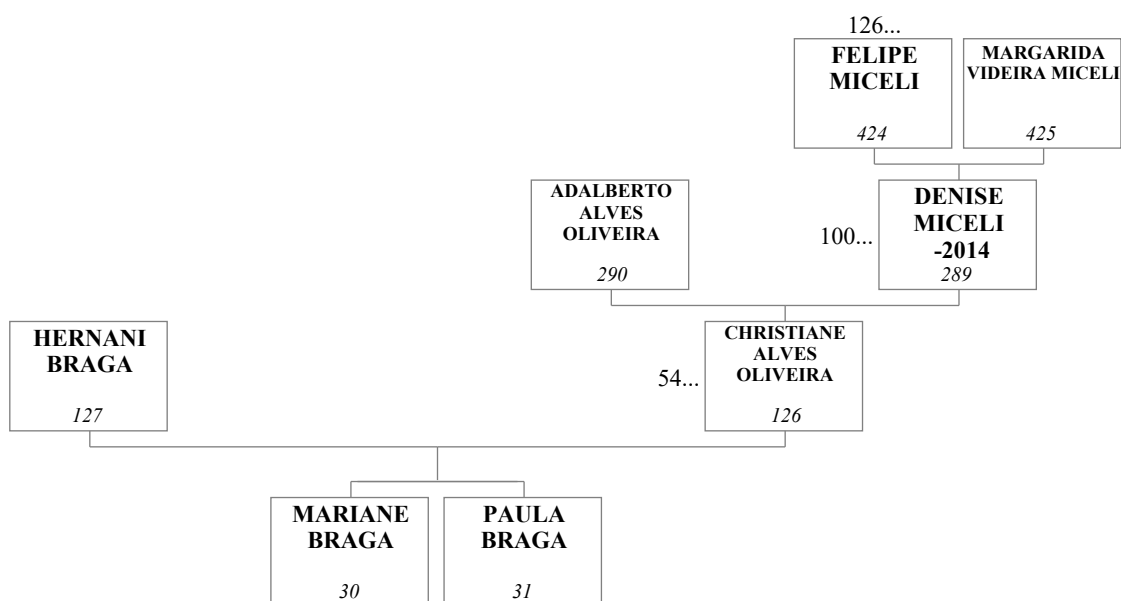 126...
FELIPE
MICELI
424
MARGARIDA
VIDEIRA MICELI
425
ADALBERTO
ALVES
OLIVEIRA
290
100...
DENISE
MICELI
-2014
289
HERNANI
BRAGA
127
54...
CHRISTIANE
ALVES
OLIVEIRA
126
MARIANE
BRAGA
30
PAULA
BRAGA
31